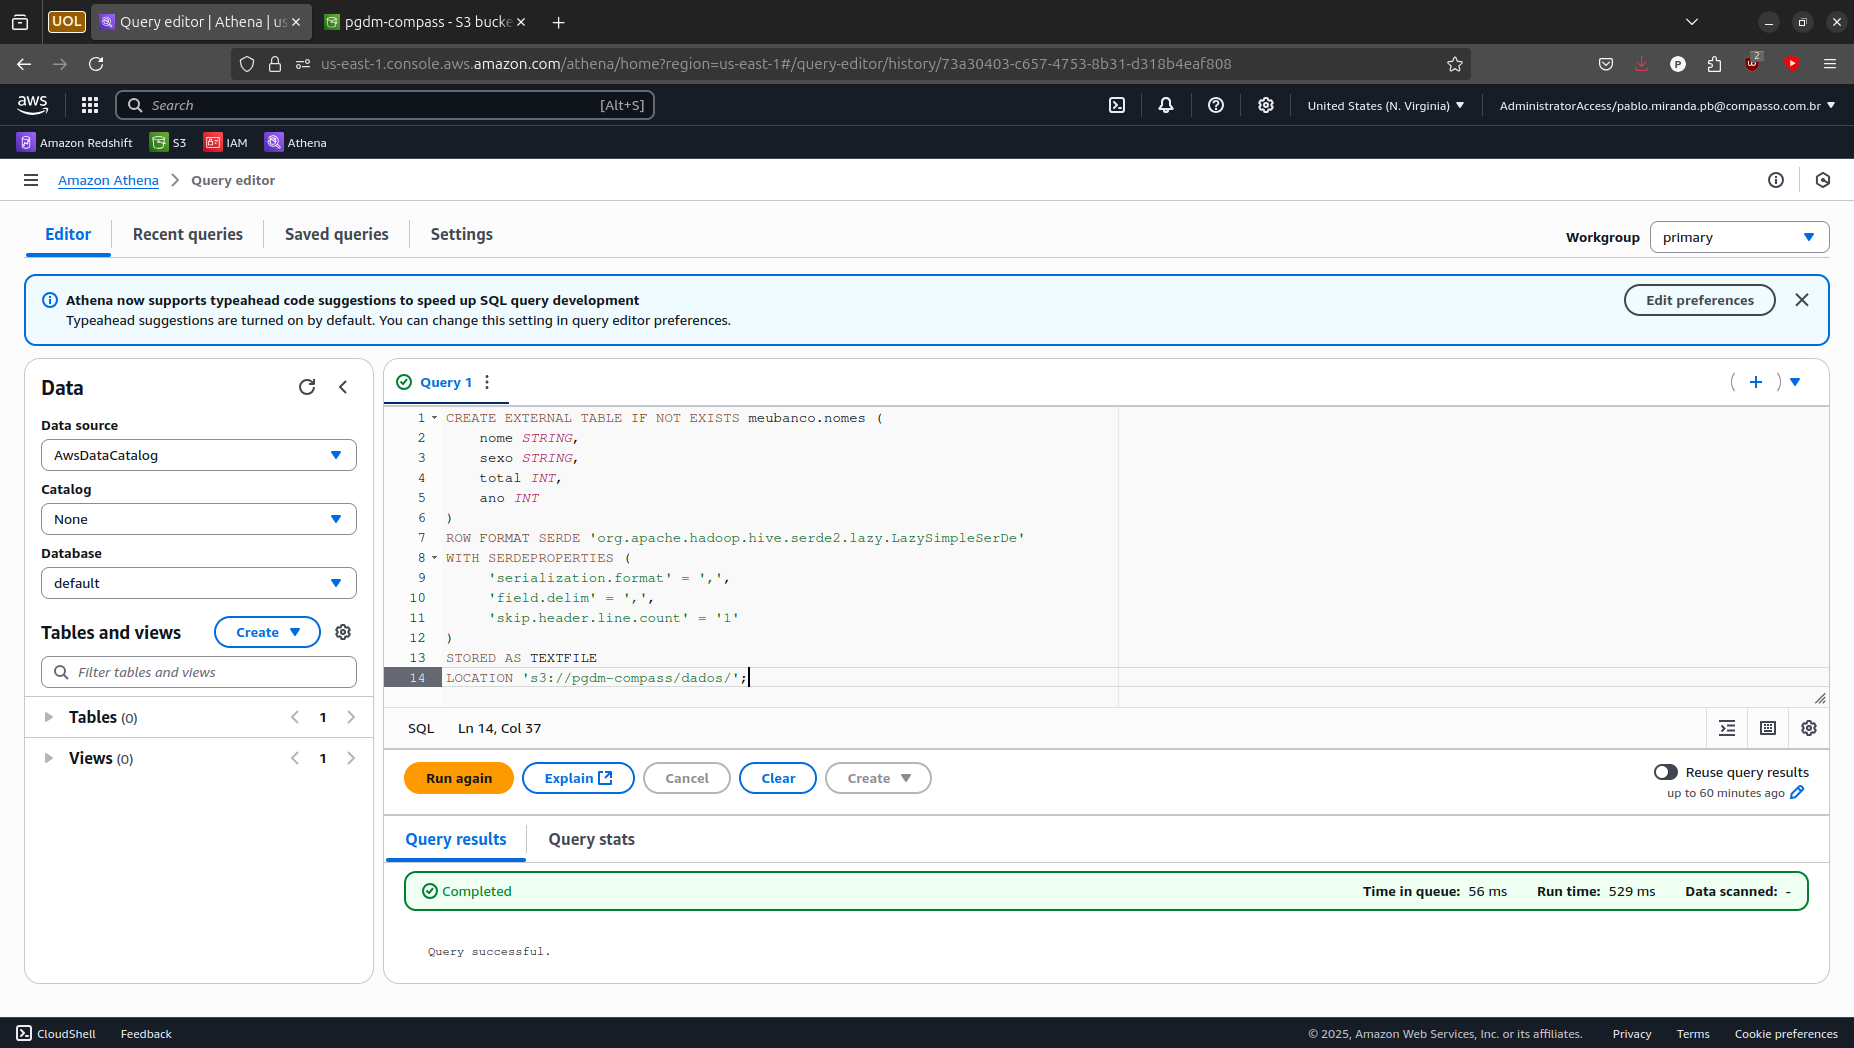 UOL
Query editor | Athena | us
pgdm-compass - S3 bucke
us-east-1.console.aws.amazon.com/athena/home?region=us-east-1#/query-editor/history/73a30403-c657-4753-8b31-d318b4eaf808
2
aws
Search
[Alt+S]
United States (N. Virginia)
AdministratorAccess/pablo.miranda.pb@compasso.com.br
Amazon Redshift
S3
IAM
Athena
Amazon Athena
Query editor
Editor
Recent queries
Saved queries
Settings
Workgroup
primary
Athena now supports typeahead code suggestions to speed up SQL query development
Typeahead suggestions are turned on by default. You can change this setting in query editor preferences.
Edit preferences
Data
Data source
AwsDataCatalog
Catalog
None
Database
default
Tables and views
Create
Filter tables and views
Tables (0)
1
Views (0)
1
Query 1
1 CREATE EXTERNAL TABLE IF NOT EXISTS meubanco.nomes (
2 nome STRING,
3 sexo STRING,
4 total INT,
5 ano INT
6 )
7 ROW FORMAT SERDE 'org.apache.hadoop.hive.serde2.lazy.LazySimpleSerDe'
8 WITH SERDEPROPERTIES (
9 'serialization.format' = ',',
10 'field.delim' = ',',
11 'skip.header.line.count' = '1'
12 )
13 STORED AS TEXTFILE
14 LOCATION 's3://pgdm-compass/dados/';
SQL
Ln 14, Col 37
Run again
Explain
Cancel
Clear
Create
Reuse query results
up to 60 minutes ago
Query results
Query stats
Completed
Time in queue: 56 ms
Run time: 529 ms
Data scanned: -
Query successful.
CloudShell
Feedback
© 2025, Amazon Web Services, Inc. or its affiliates.
Privacy
Terms
Cookie preferences